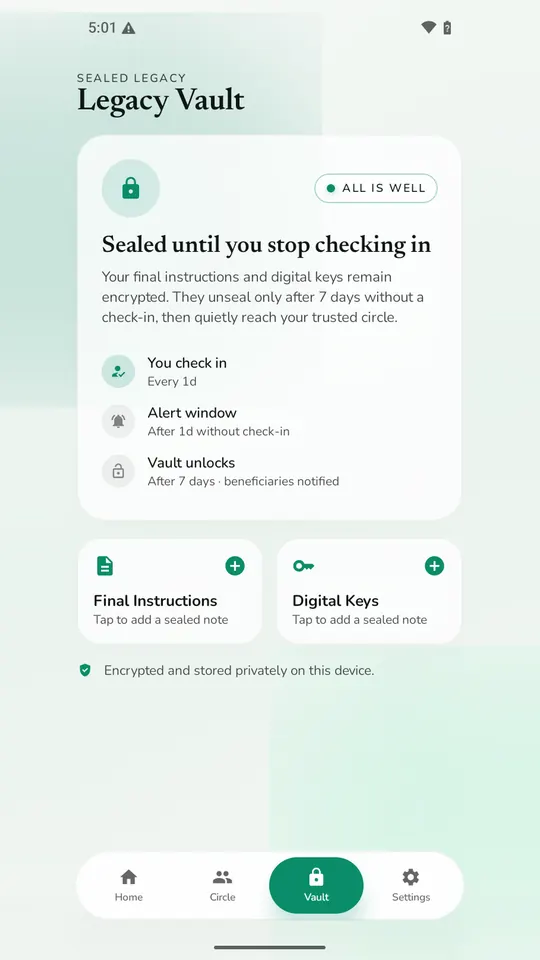 5:01
SEALED LEGACY
Legacy Vault
ALL IS WELL
Sealed until you stop checking in
Your final instructions and digital keys remain
encrypted. They unseal only after 7 days without a
check-in, then quietly reach your trusted circle.
You check in
Every 1d
Alert window
After 1d without check-in
Vault unlocks
After 7 days · beneficiaries notified
Final Instructions
Tap to add a sealed note
Digital Keys
Tap to add a sealed note
Encrypted and stored privately on this device.
Home
Circle
Vault
Settings